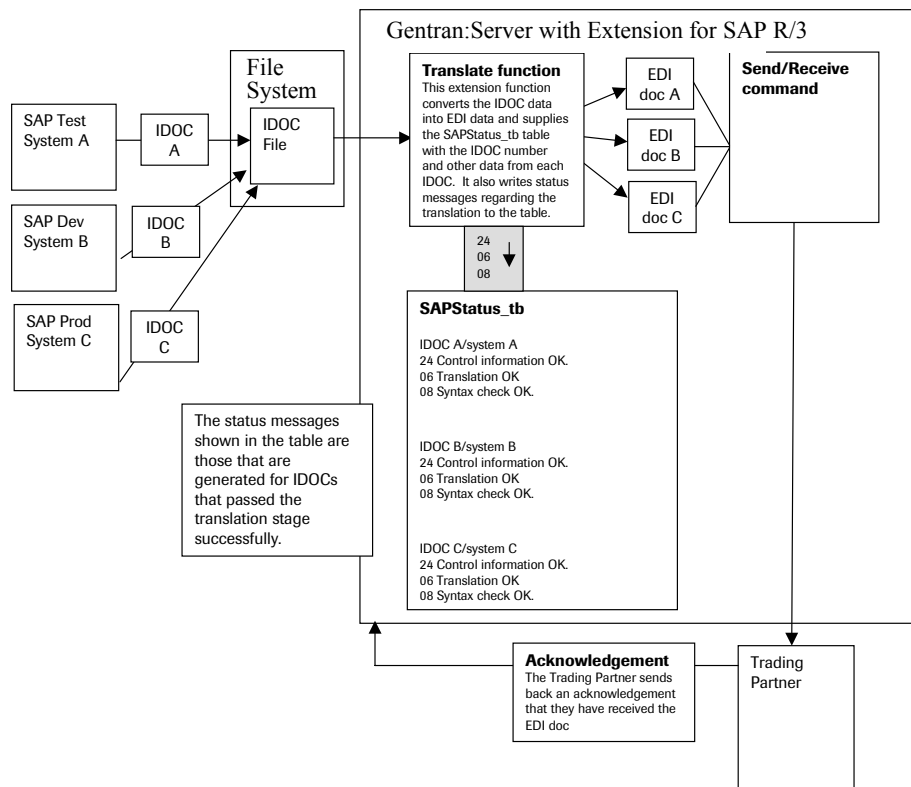 Gentran:Server with Extension for SAP R/3
File
System
IDOC
File
SAP Test
System A
IDOC
A
SAP Dev
System B
IDOC
B
SAP Prod
System C
IDOC
C
Translate function
This extension function
converts the IDOC data
into EDI data and supplies
the SAPStatus_tb table
with the IDOC number
and other data from each
IDOC. It also writes status
messages regarding the
translation to the table.
EDI
doc A
EDI
doc B
EDI
doc C
Send/Receive
command
24
06
08
SAPStatus_tb
IDOC A/system A
24 Control information OK.
06 Translation OK
08 Syntax check OK.
IDOC B/system B
24 Control information OK.
06 Translation OK
08 Syntax check OK.
IDOC C/system C
24 Control information OK.
06 Translation OK
08 Syntax check OK.
The status messages
shown in the table are
those that are
generated for IDOCs
that passed the
translation stage
successfully.
Acknowledgement
The Trading Partner sends
back an acknowledgement
that they have received the
EDI doc
Trading
Partner